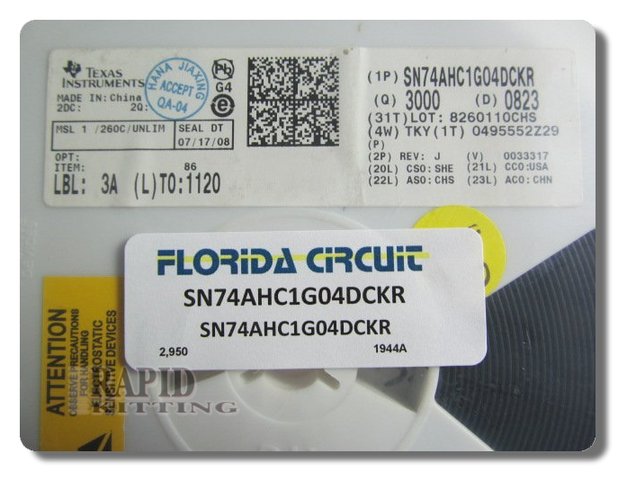 TEXAS
INSTRUMENTS
MADE IN: China
2DC: 2Q:
HANA JIAXING
ACCEPT
QA-04
Pb
G4
e
MSL 1 /260C/UNLIM
SEAL DT
07/17/08
OPT:
ITEM: 86
LBL: 3A (L)TO:1120
(1P) SN74AHC1G04DCKR
(Q) 3000 (D) 0823
(31T)LOT: 8260110CHS
(4W) TKY(1T) 0495552Z29
(P)
(2P) REV: J (V) 0033317
(20L) CSO:SHE (21L) CCO:USA
(22L) ASO:CHS (23L) ACO:CHN
FLORIDA CIRCUIT
SN74AHC1G04DCKR
SN74AHC1G04DCKR
2,950 1944A
ATTENTION
OBSERVE PRECAUTIONS
FOR HANDLING
ELECTROSTATIC
SENSITIVE DEVICES
RAPID
KITTING